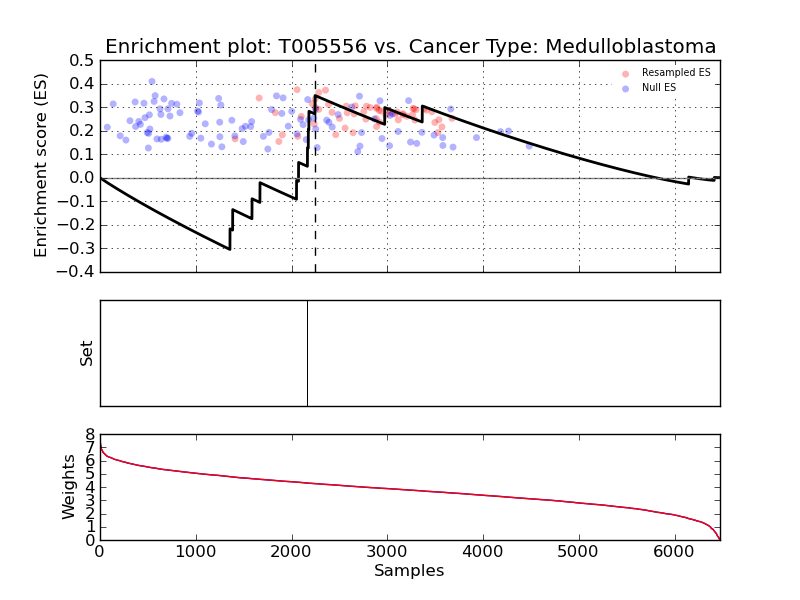 Enrichment plot: T005556 vs. Cancer Type: Medulloblastoma
Enrichment score (ES)
0.5
0.4
0.3
0.2
0.1
0.0
−0.1
−0.2
−0.3
−0.4
Resampled ES
Null ES
Set
Weights
8
7
6
5
4
3
2
1
0
0 1000 2000 3000 4000 5000 6000
Samples